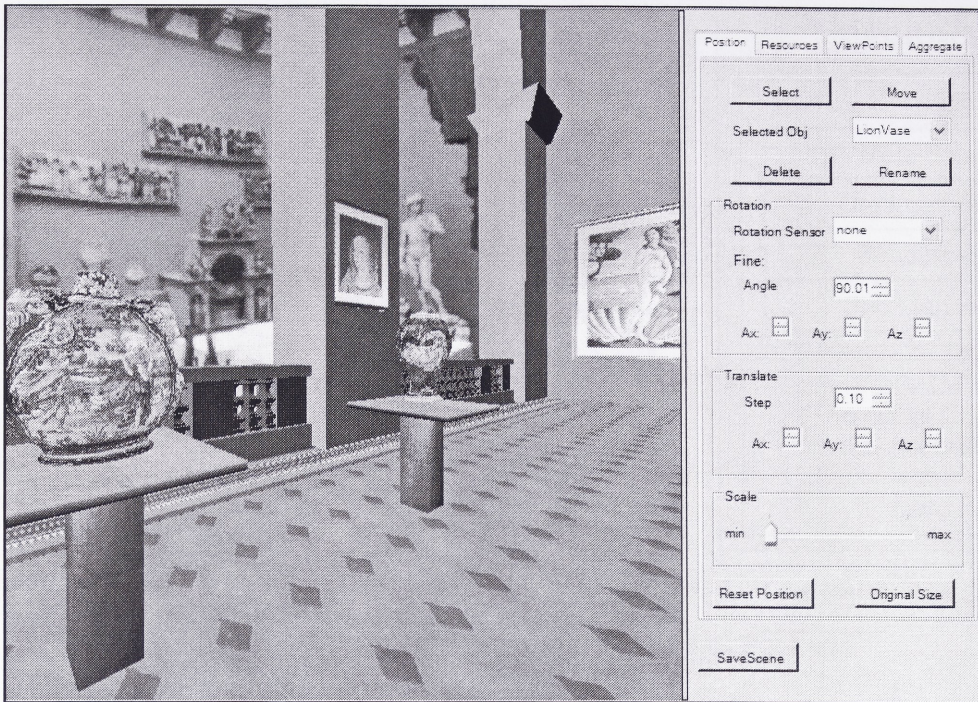 Position Resources ViewPoints Aggregate
Select Move
Selected Obj LionVase
Delete Rename
Rotation
Rotation Sensor none
Fine:
Angle 90.01
Ax: Ay: Az
Translate
Step 0.10
Ax: Ay: Az
Scale
min max
Reset Position Original Size
SaveScene